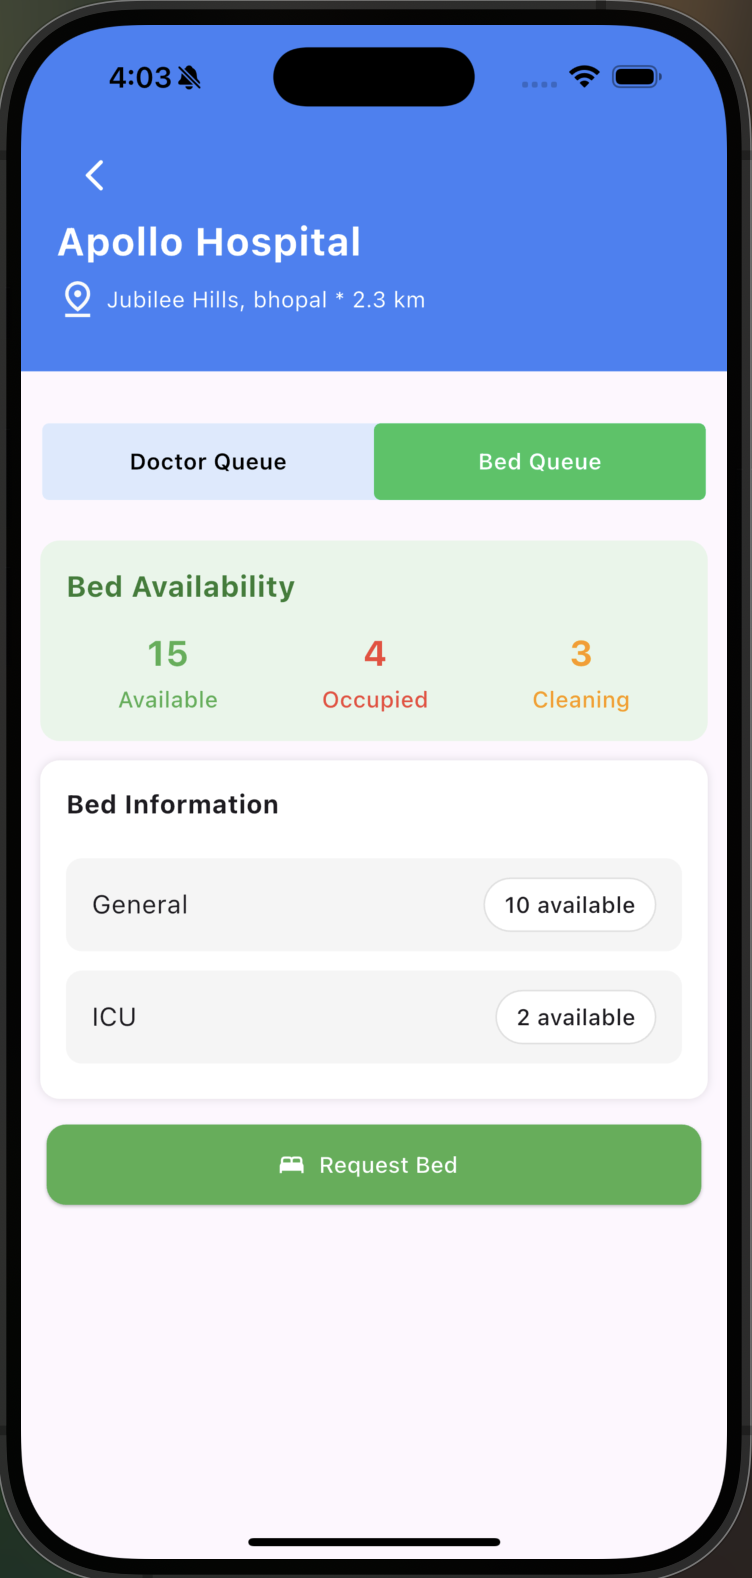 4:03
Apollo Hospital
Jubilee Hills, bhopal * 2.3 km
Doctor Queue Bed Queue
Bed Availability
15 4 3
Available Occupied Cleaning
Bed Information
General 10 available
ICU 2 available
Request Bed